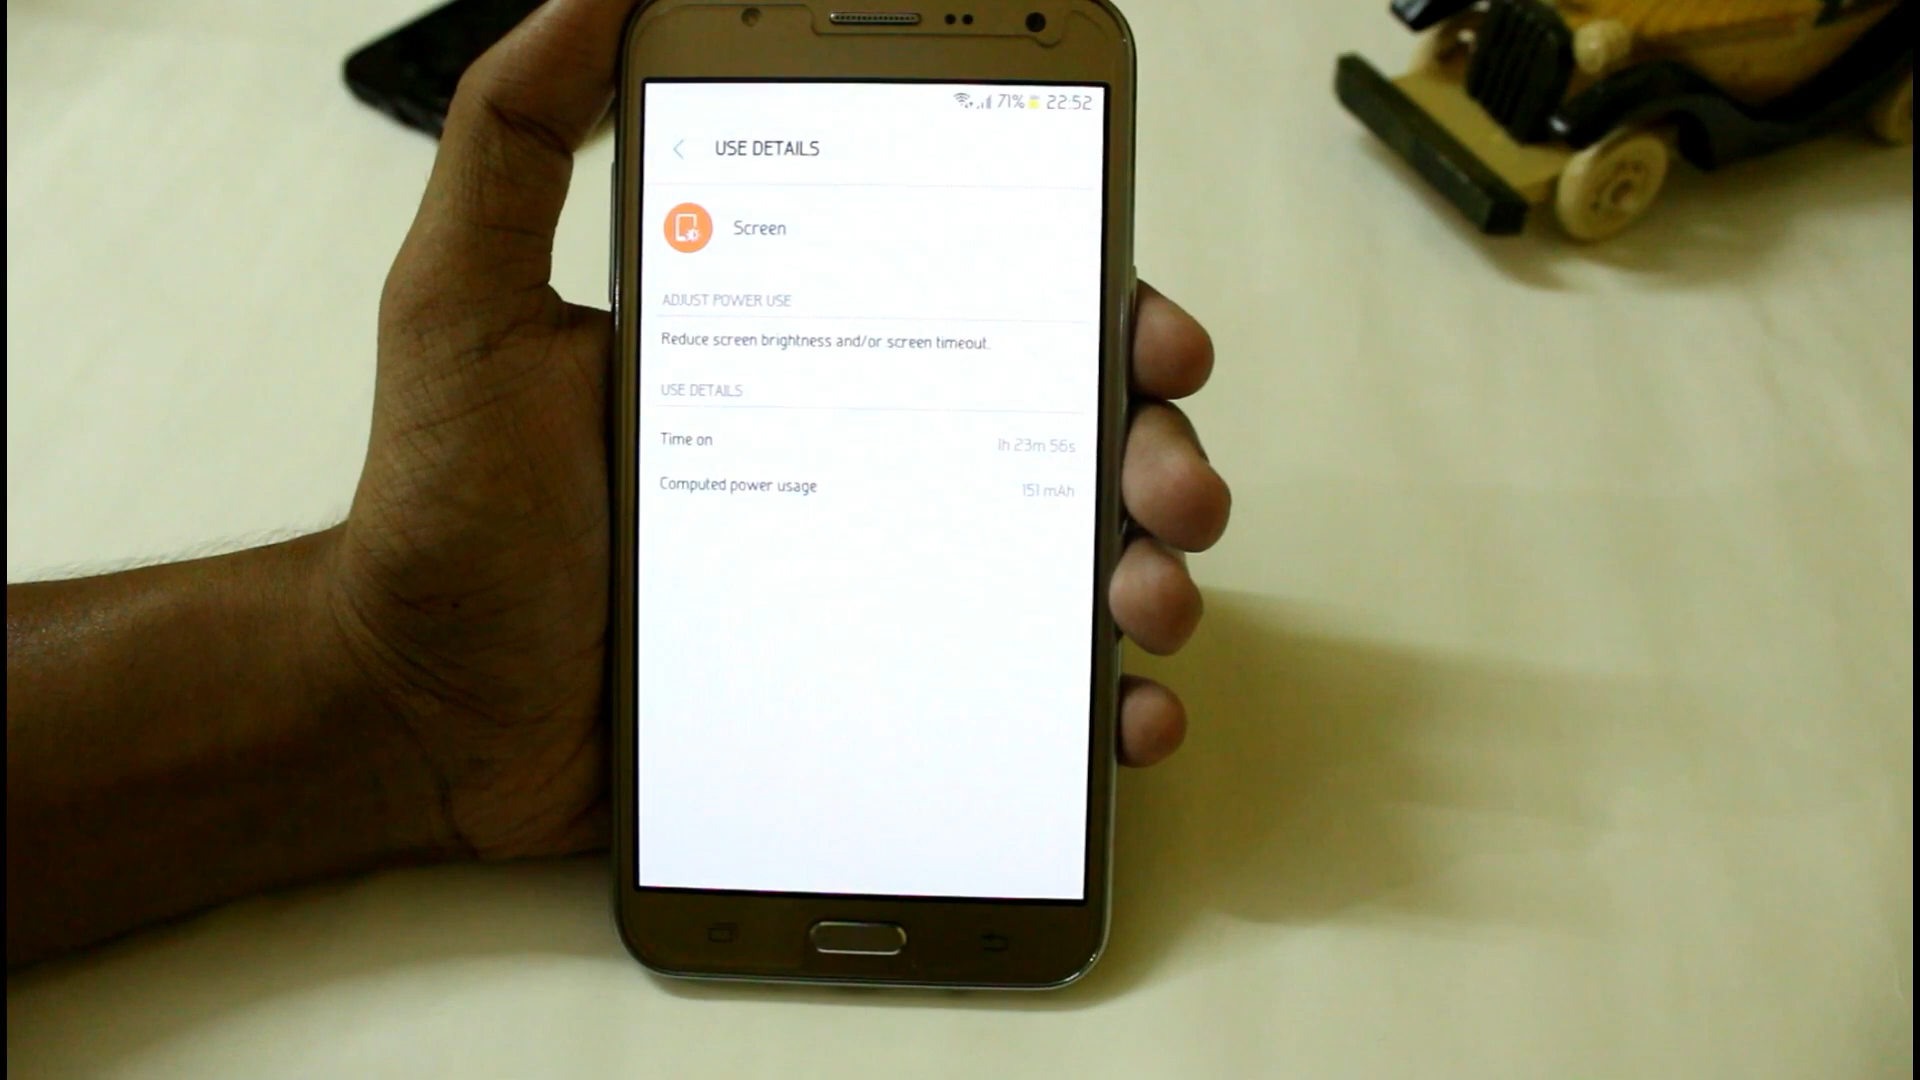 71% 22:52
USE DETAILS
Screen
ADJUST POWER USE
Reduce screen brightness and/or screen timeout.
USE DETAILS
Time on 1h 23m 56s
Computed power usage 151 mAh